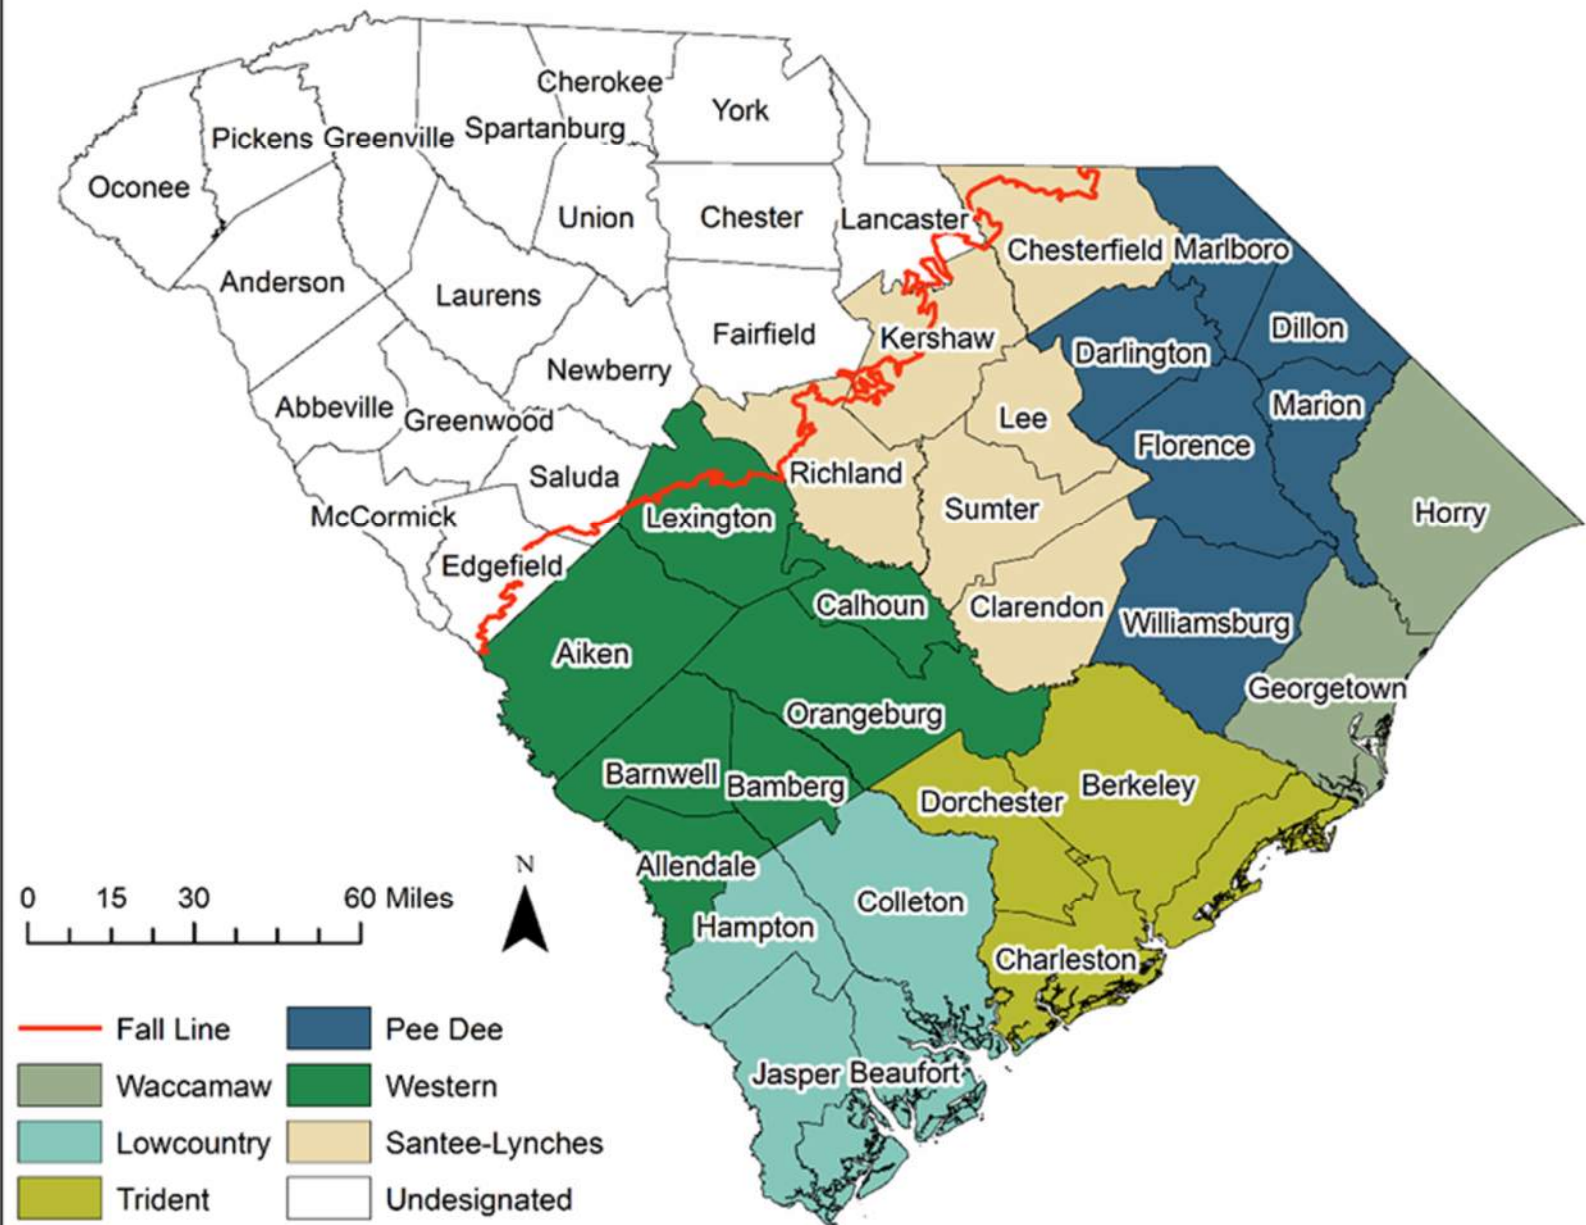 Cherokee
York
Pickens
Greenville
Spartanburg
Oconee
Union
Chester
Lancaster
Chesterfield
Marlboro
Anderson
Laurens
Fairfield
Kershaw
Dillon
Darlington
Newberry
Abbeville
Greenwood
Lee
Marion
Florence
Saluda
Richland
McCormick
Lexington
Sumter
Horry
Edgefield
Calhoun
Clarendon
Williamsburg
Aiken
Georgetown
Orangeburg
Barnwell
Bamberg
Dorchester
Berkeley
Allendale
Colleton
Hampton
Charleston
Jasper
Beaufort
N
0 15 30 60 Miles
Fall Line
Pee Dee
Waccamaw
Western
Lowcountry
Santee-Lynches
Trident
Undesignated